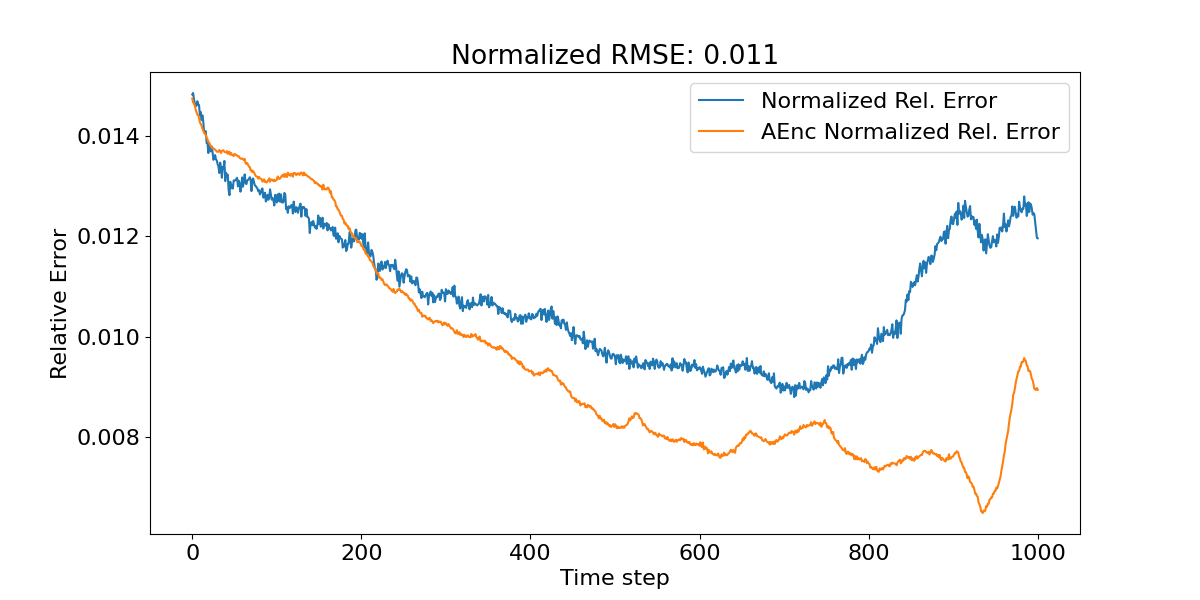 Normalized RMSE: 0.011
Normalized Rel. Error
AEnc Normalized Rel. Error
Relative Error
0.014
0.012
0.010
0.008
0
200
400
600
800
1000
Time step